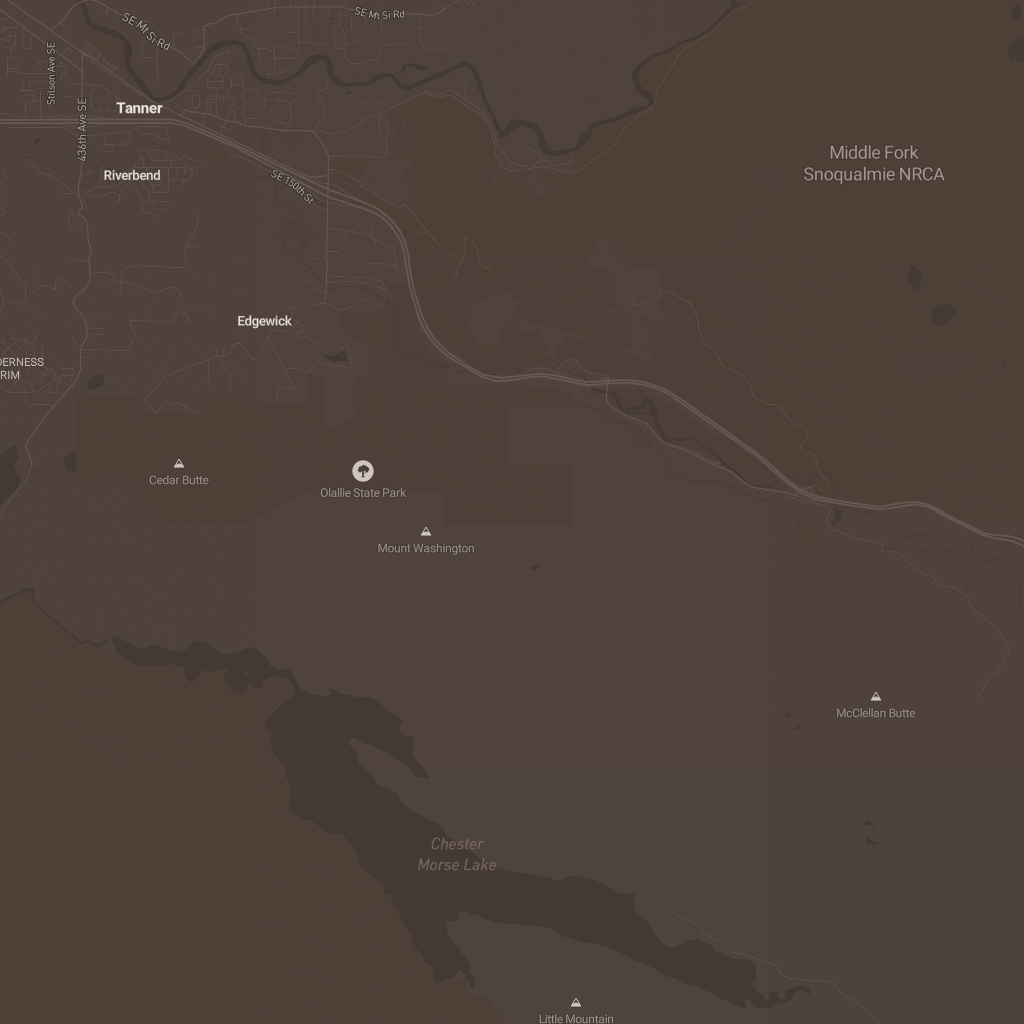 SE Mt Si Rd
SE Mt Si Rd
Stilson Ave SE
Tanner
436th Ave SE
Middle Fork
Snoqualmie NRCA
Riverbend
SE 150th St
Edgewick
DERNESS
RIM
Cedar Butte
Olallie State Park
Mount Washington
McClellan Butte
Chester
Morse Lake
Little Mountain